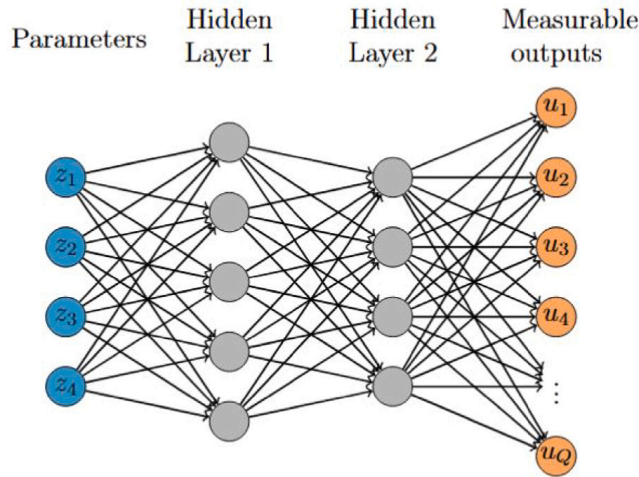 Parameters
Hidden
Layer 1
Hidden
Layer 2
Measurable
outputs
z1
z2
z3
z4
u1
u2
u3
u4
⋮
uQ